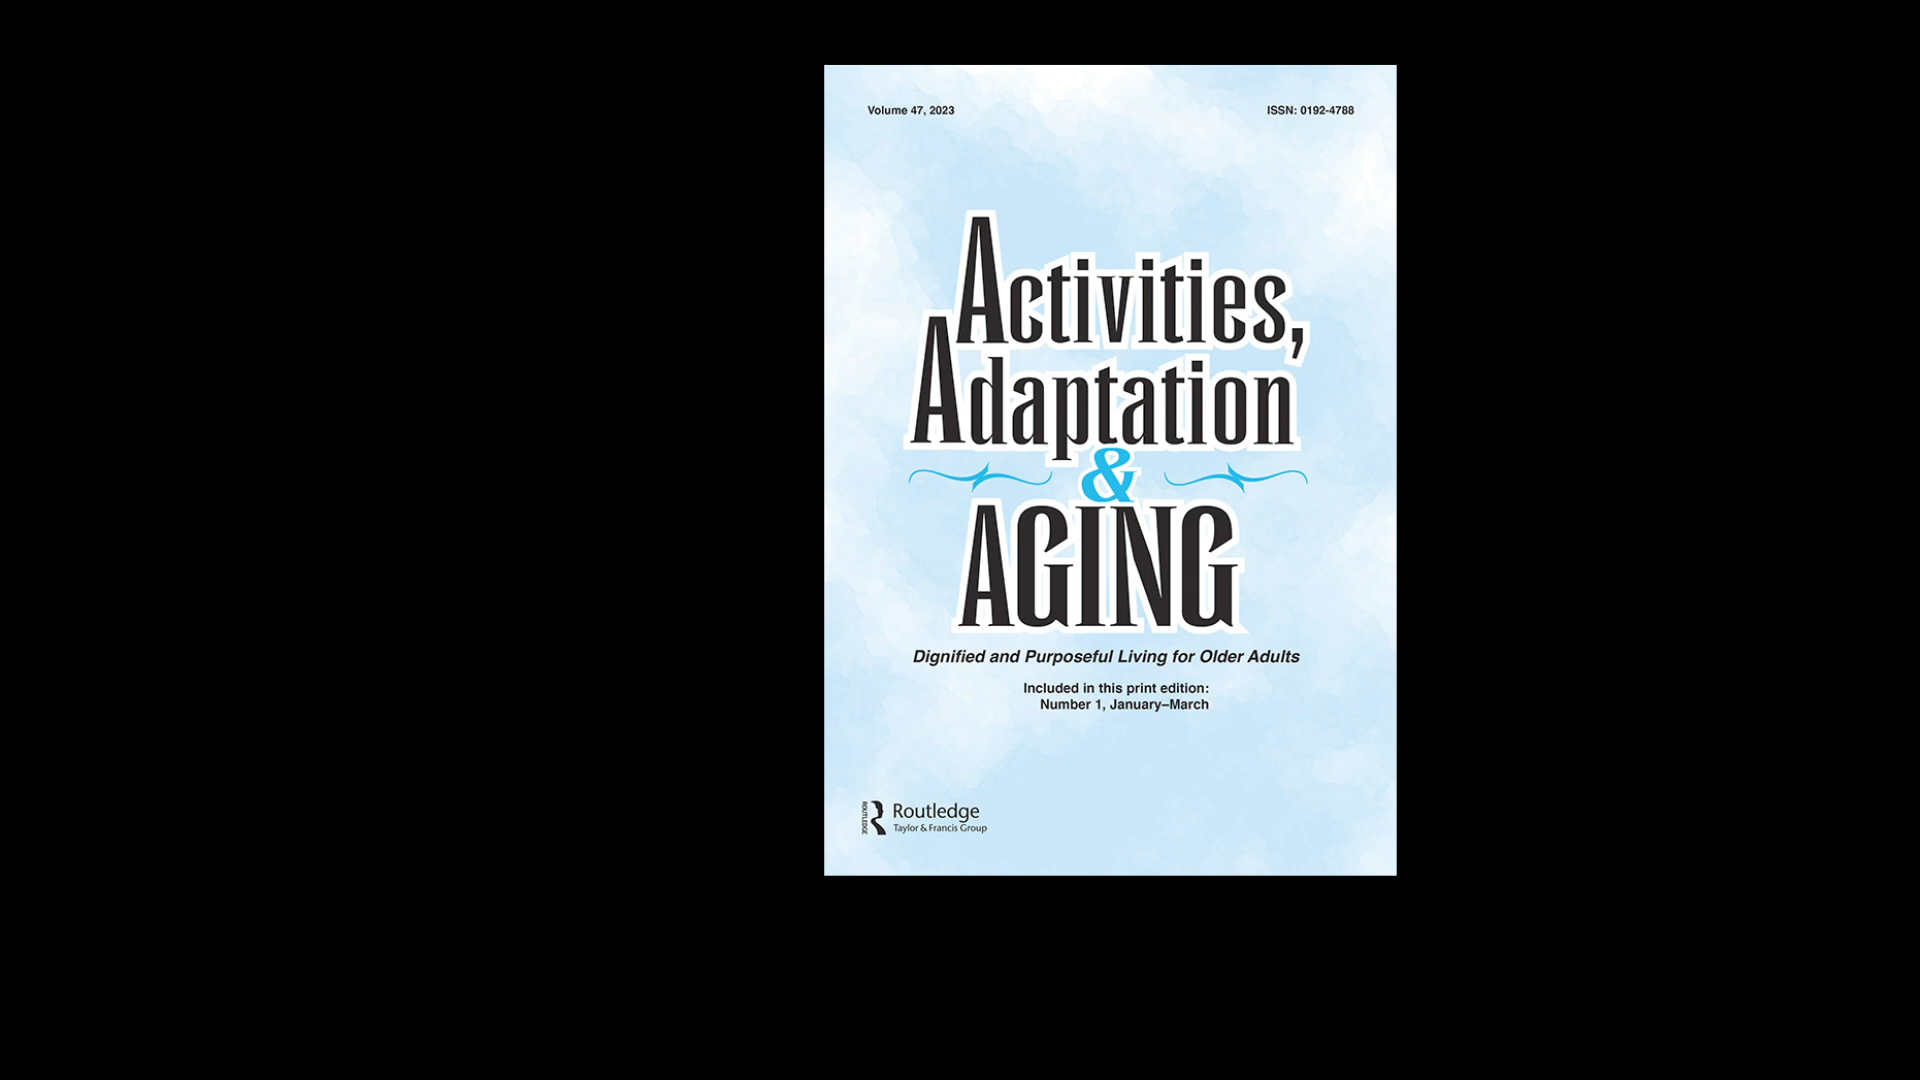 Volume 47, 2023
ISSN: 0192-4788
Activities,
Adaptation
&
AGING
Dignified and Purposeful Living for Older Adults
Included in this print edition:
Number 1, January–March
ROUTLEDGE
Routledge
Taylor & Francis Group